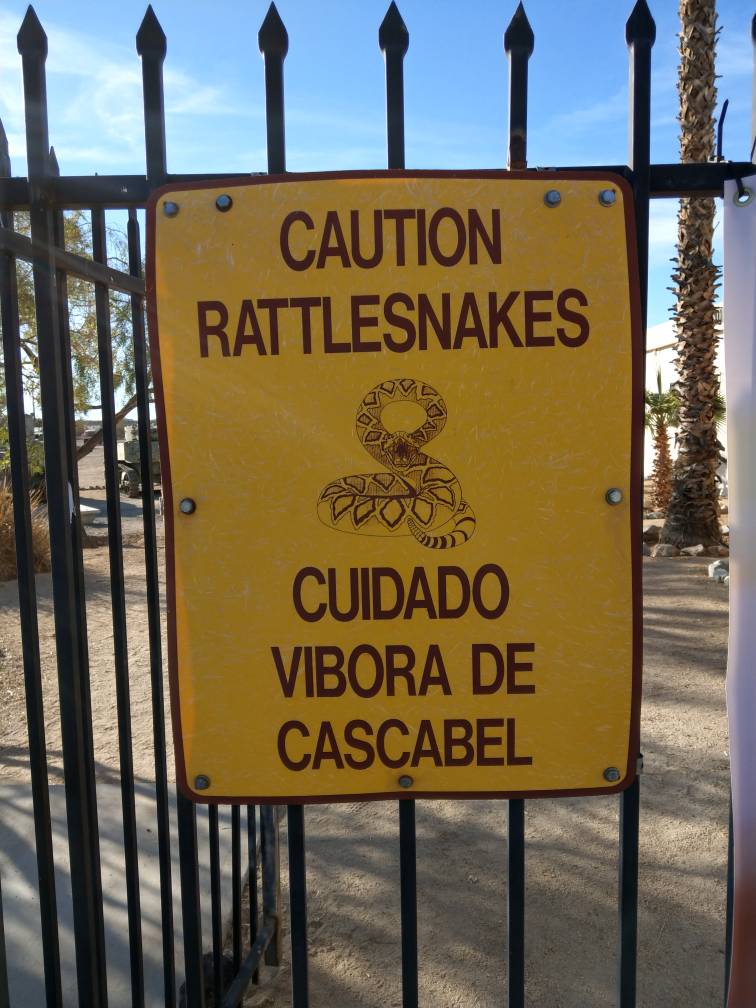 CAUTION
RATTLESNAKES
CUIDADO
VIBORA DE
CASCABEL